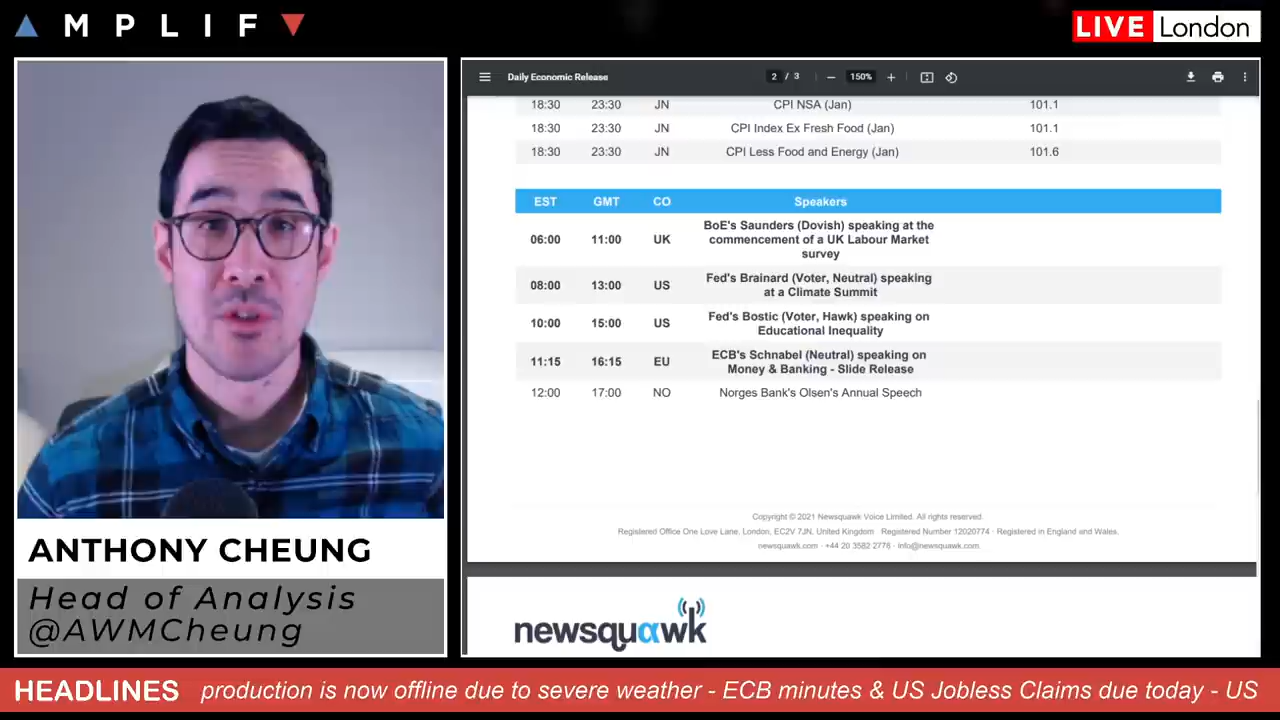 AMPLIFY
LIVE London
Daily Economic Release
2 / 3
150%
18:30 23:30 JN CPI NSA (Jan) 101.1
18:30 23:30 JN CPI Index Ex Fresh Food (Jan) 101.1
18:30 23:30 JN CPI Less Food and Energy (Jan) 101.6
EST GMT CO Speakers
06:00 11:00 UK BoE's Saunders (Dovish) speaking at the
commencement of a UK Labour Market
survey
08:00 13:00 US Fed's Brainard (Voter, Neutral) speaking
at a Climate Summit
10:00 15:00 US Fed's Bostic (Voter, Hawk) speaking on
Educational Inequality
11:15 16:15 EU ECB's Schnabel (Neutral) speaking on
Money & Banking - Slide Release
12:00 17:00 NO Norges Bank's Olsen's Annual Speech
Copyright © 2021 Newsquawk Voice Limited. All rights reserved
Registered Office One Love Lane, London, EC2V 7JN, United Kingdom · Registered Number 12020774 · Registered in England and Wales.
newsquawk.com · +44 20 3582 2778 · info@newsquawk.com
newsquawk
ANTHONY CHEUNG
Head of Analysis
@AWMCheung
HEADLINES production is now offline due to severe weather - ECB minutes & US Jobless Claims due today - US